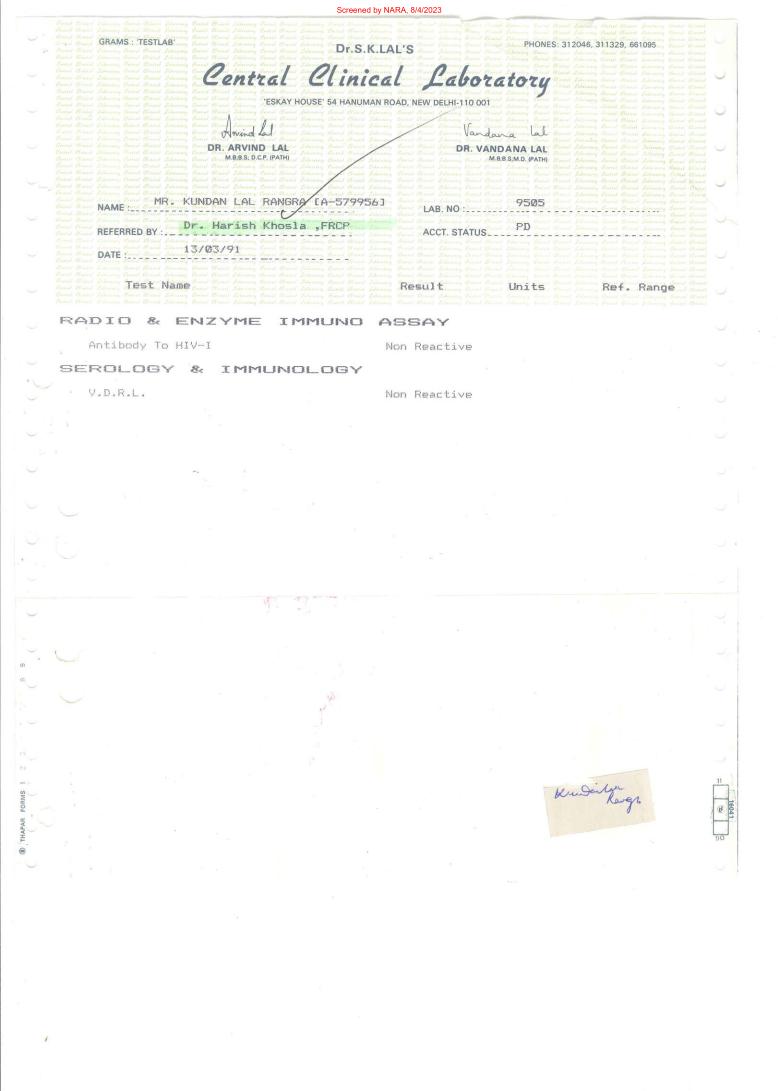 Screened by NARA, 8/4/2023
GRAMS : 'TESTLAB'
PHONES: 312046, 311329, 661095
Dr.S.K.LAL'S
Central Clinical Laboratory
'ESKAY HOUSE' 54 HANUMAN ROAD, NEW DELHI-110 001
Arvind Lal
Vandana Lal
DR. ARVIND LAL
DR. VANDANA LAL
M.B.B.S; D.C.P. (PATH)
M.B.B.S;M.D. (PATH)
NAME : MR. KUNDAN LAL RANGRA [A-579956]
LAB. NO : 9505
REFERRED BY : Dr. Harish Khosla ,FRCP
ACCT. STATUS PD
DATE : 13/03/91
Test Name Result Units Ref. Range
RADIO & ENZYME IMMUNO ASSAY
Antibody To HIV-I Non Reactive
SEROLOGY & IMMUNOLOGY
V.D.R.L. Non Reactive
THAPAR FORMS
11
16041